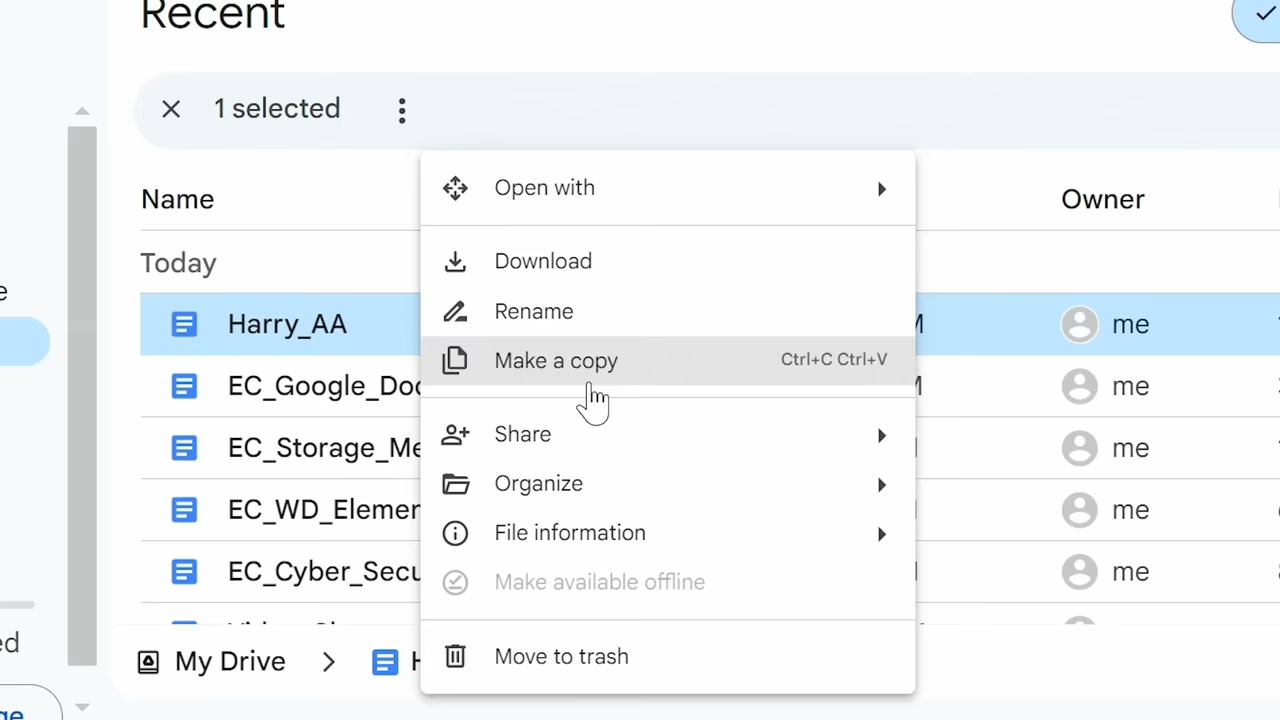 Recent
1 selected
Open with
Name
Owner
Today
Download
Rename
Harry_AA
me
Make a copy
Ctrl+C Ctrl+V
EC_Google_Doc
me
Share
EC_Storage_Me
me
Organize
EC_WD_Elemen
me
File information
EC_Cyber_Secu
me
Make available offline
My Drive
Move to trash